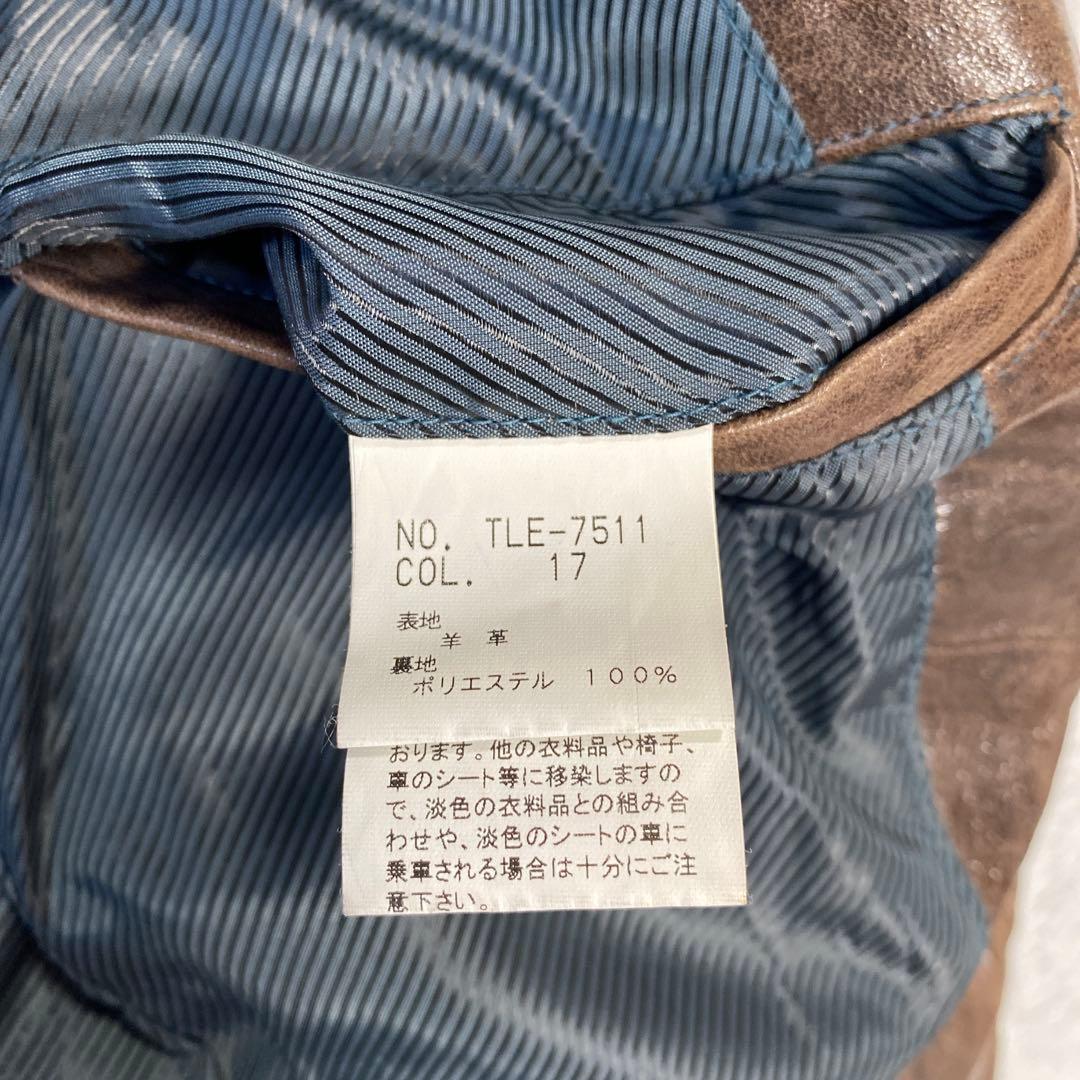 NO. TLE-7511
COL. 17
表地
羊 革
裏地
ポリエステル 100%
おります。他の衣料品や椅子、
車のシート等に移染しますの
で、淡色の衣料品との組み合
わせや、淡色のシートの車に
乗車される場合は十分にご注
意下さい。